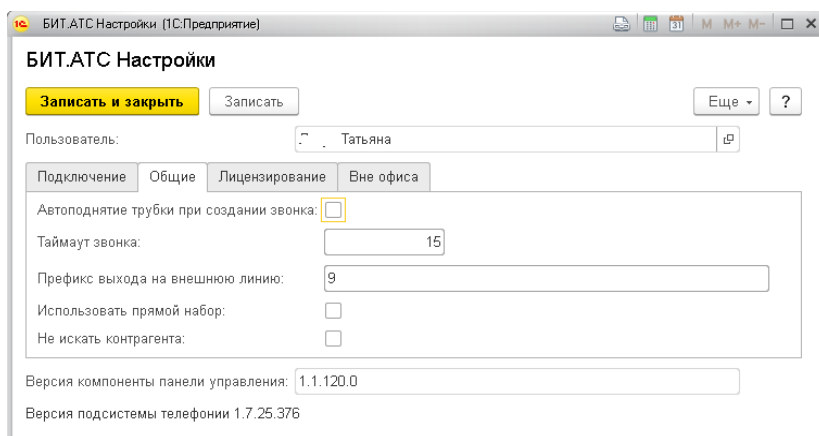 БИТ.АТС Настройки (1С:Предприятие) M M+ M-
БИТ.АТС Настройки
Записать и закрыть Записать Еще ?
Пользователь: Татьяна
Подключение Общие Лицензирование Вне офиса
Автоподнятие трубки при создании звонка:
Таймаут звонка: 15
Префикс выхода на внешнюю линию: 9
Использовать прямой набор:
Не искать контрагента:
Версия компоненты панели управления: 1.1.120.0
Версия подсистемы телефонии 1.7.25.376